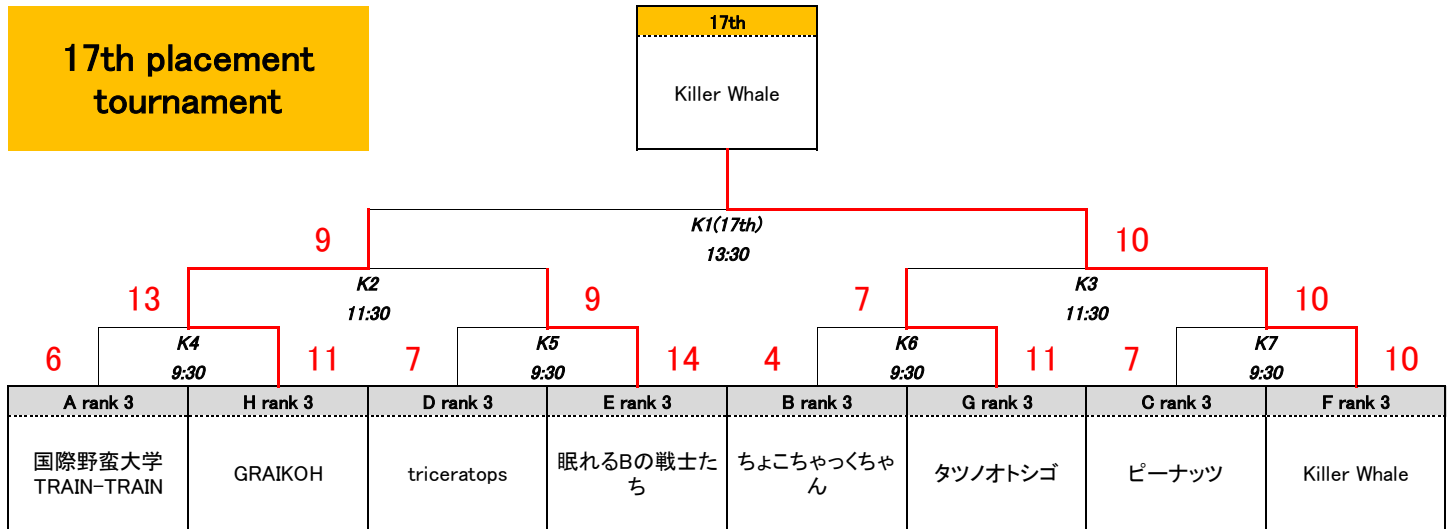 17th placement
tournament
17th
Killer Whale
K1(17th)
13:30
9
10
K2
11:30
K3
11:30
13
9
7
10
K4
9:30
K5
9:30
K6
9:30
K7
9:30
6
11
7
14
4
11
7
10
A rank 3
H rank 3
D rank 3
E rank 3
B rank 3
G rank 3
C rank 3
F rank 3
国際野蛮大学
TRAIN-TRAIN
GRAIKOH
triceratops
眠れるBの戦士た
ち
ちょこちゃっくちゃ
ん
タツノオトシゴ
ピーナッツ
Killer Whale